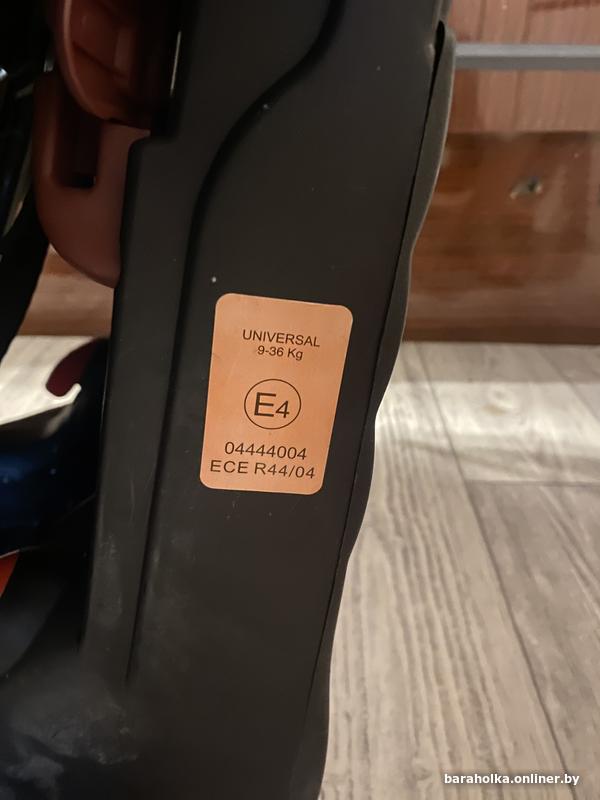 UNIVERSAL
9-36 Kg
E4
04444004
ECE R44/04
baraholka.onliner.by